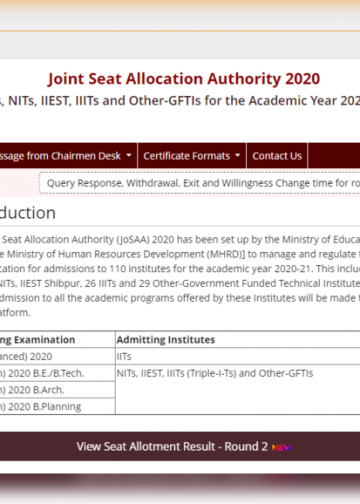 Joint Seat Allocation Authority 2020
, NITs, IIEST, IIITs and Other-GFTIs for the Academic Year 202
ssage from Chairmen Desk Certificate Formats Contact Us
Query Response, Withdrawal, Exit and Willingness Change time for ro
duction
Seat Allocation Authority (JoSAA) 2020 has been set up by the Ministry of Educa
e Ministry of Human Resources Development (MHRD)] to manage and regulate
cation for admissions to 110 institutes for the academic year 2020-21. This inclu
NITs, IIEST Shibpur, 26 IIITs and 29 Other-Government Funded Technical Institute
dmission to all the academic programs offered by these Institutes will be made
atform.
ng Examination Admitting Institutes
anced) 2020 IITs
) 2020 B.E./B.Tech. NITs, IIEST, IIITs (Triple-I-Ts) and Other-GFTIs
) 2020 B.Arch.
) 2020 B.Planning
View Seat Allotment Result - Round 2 NEW